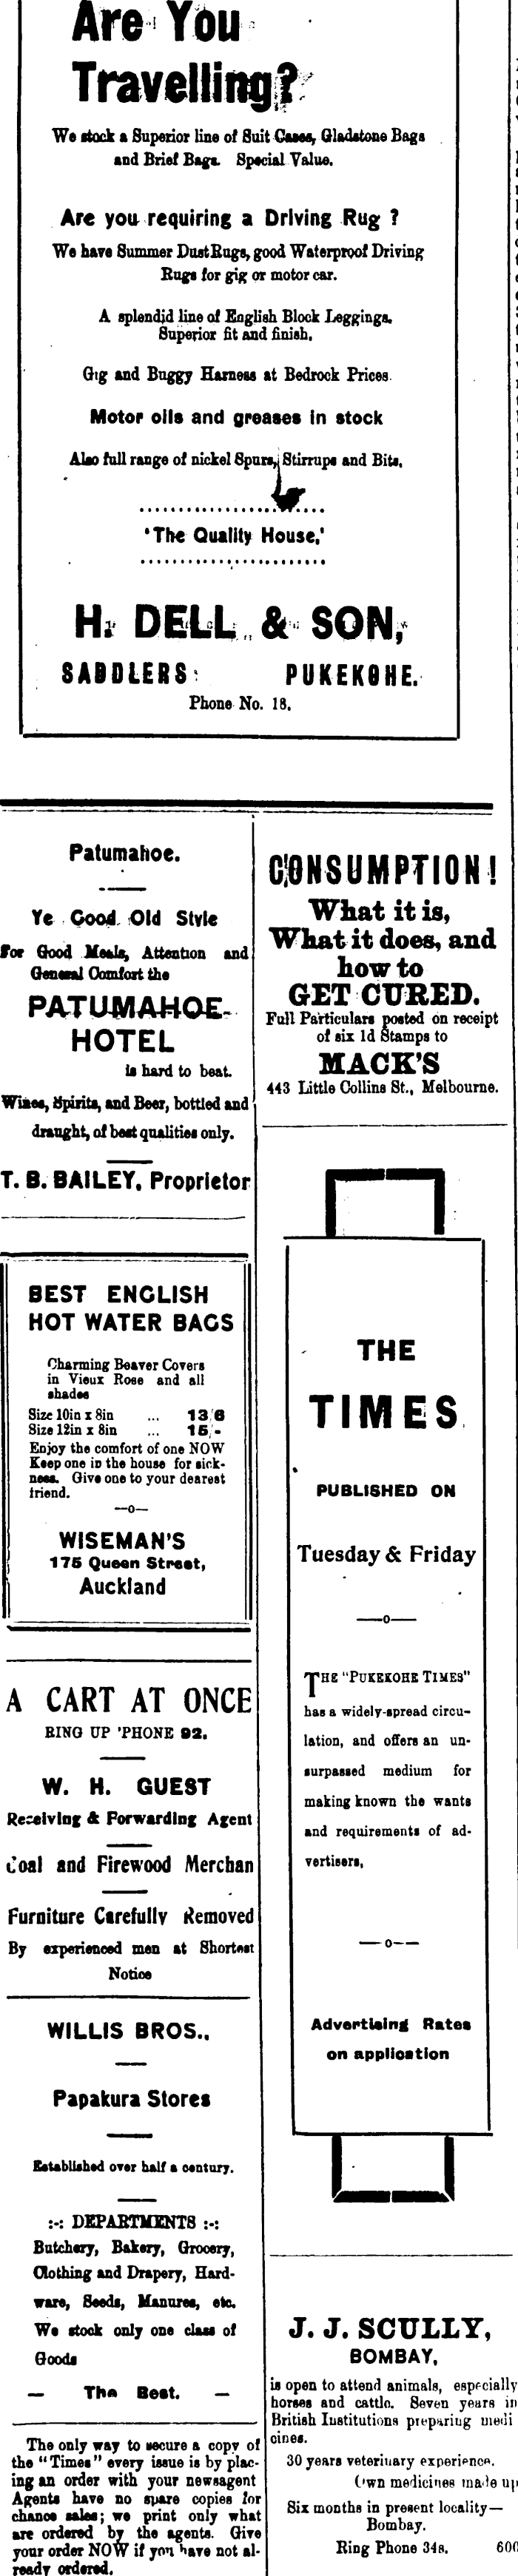 Are You
Travelling?
We stock a Superior line of Suit Cases, Gladstone Bags
and Brief Bags. Special Value.
Are you requiring a Driving Rug ?
We have Summer Dust Rugs, good Waterproof Driving
Rugs for gig or motor car.
A splendid line of English Block Leggings.
Superior fit and finish.
Gig and Buggy Harness at Bedrock Prices.
Motor oils and greases in stock
Also full range of nickel Spurs, Stirrups and Bits.
'The Quality House,'
H. DELL & SON,
SADDLERS : PUKEKOHE.
Phone No. 18.
Patumahoe.
Ye Good Old Style
For Good Meals, Attention and
General Comfort the
PATUMAHOE
HOTEL
is hard to beat.
Wines, Spirits, and Beer, bottled and
draught, of best qualities only.
T. B. BAILEY, Proprietor
BEST ENGLISH
HOT WATER BAGS
Charming Beaver Covers
in Vieux Rose and all
shades
Size 10in x 8in ... 13/6
Size 12in x 8in ... 15/-
Enjoy the comfort of one NOW
Keep one in the house for sick-
ness. Give one to your dearest
friend.
—o—
WISEMAN'S
175 Queen Street,
Auckland
A CART AT ONCE
RING UP 'PHONE 92.
W. H. GUEST
Receiving & Forwarding Agent
Coal and Firewood Merchan
Furniture Carefully Removed
By experienced men at Shortest
Notice
WILLIS BROS.,
Papakura Stores
Established over half a century.
:-: DEPARTMENTS :-:
Butchery, Bakery, Grocery,
Clothing and Drapery, Hard-
ware, Seeds, Manures, etc.
We stock only one class of
Goods
— The Best. —
The only way to secure a copy of
the "Times" every issue is by plac-
ing an order with your newsagent
Agents have no spare copies for
chance sales; we print only what
are ordered by the agents. Give
your order NOW if you have not al-
ready ordered.
CONSUMPTION!
What it is,
What it does, and
how to
GET CURED.
Full Particulars posted on receipt
of six 1d Stamps to
MACK'S
443 Little Collins St., Melbourne.
THE
TIMES
PUBLISHED ON
Tuesday & Friday
—o—
THE "PUKEKOHE TIMES"
has a widely-spread circu-
lation, and offers an un-
surpassed medium for
making known the wants
and requirements of ad-
vertisers,
—o—
Advertising Rates
on application
J. J. SCULLY,
BOMBAY,
is open to attend animals, especially
horses and cattle. Seven years in
British Institutions preparing medi
cines.
30 years veterinary experience.
Own medicines made up
Six months in present locality—
Bombay.
Ring Phone 34s. 600